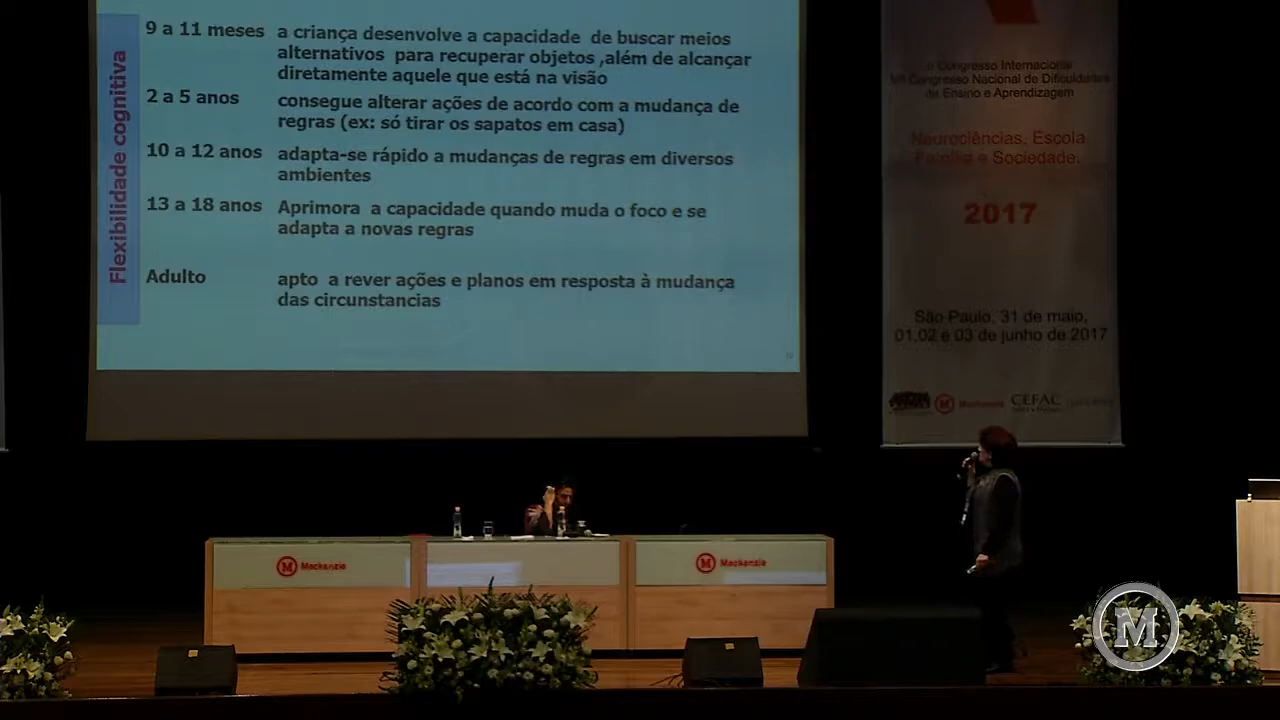 Flexibilidade cognitiva
9 a 11 meses
a criança desenvolve a capacidade de buscar meios
alternativos para recuperar objetos ,além de alcançar
diretamente aquele que está na visão
2 a 5 anos
consegue alterar ações de acordo com a mudança de
regras (ex: só tirar os sapatos em casa)
10 a 12 anos
adapta-se rápido a mudanças de regras em diversos
ambientes
13 a 18 anos
Aprimora a capacidade quando muda o foco e se
adapta a novas regras
Adulto
apto a rever ações e planos em resposta à mudança
das circunstancias
Congresso Internacional
Congresso Nacional de Dificuldades
de Ensino e Aprendizagem
Neurociências, Escola
Família e Sociedade.
2017
São Paulo, 31 de maio,
01,02 e 03 de junho de 2017
M Mackenzie
CEFAC
M Mackenzie
M Mackenzie
M